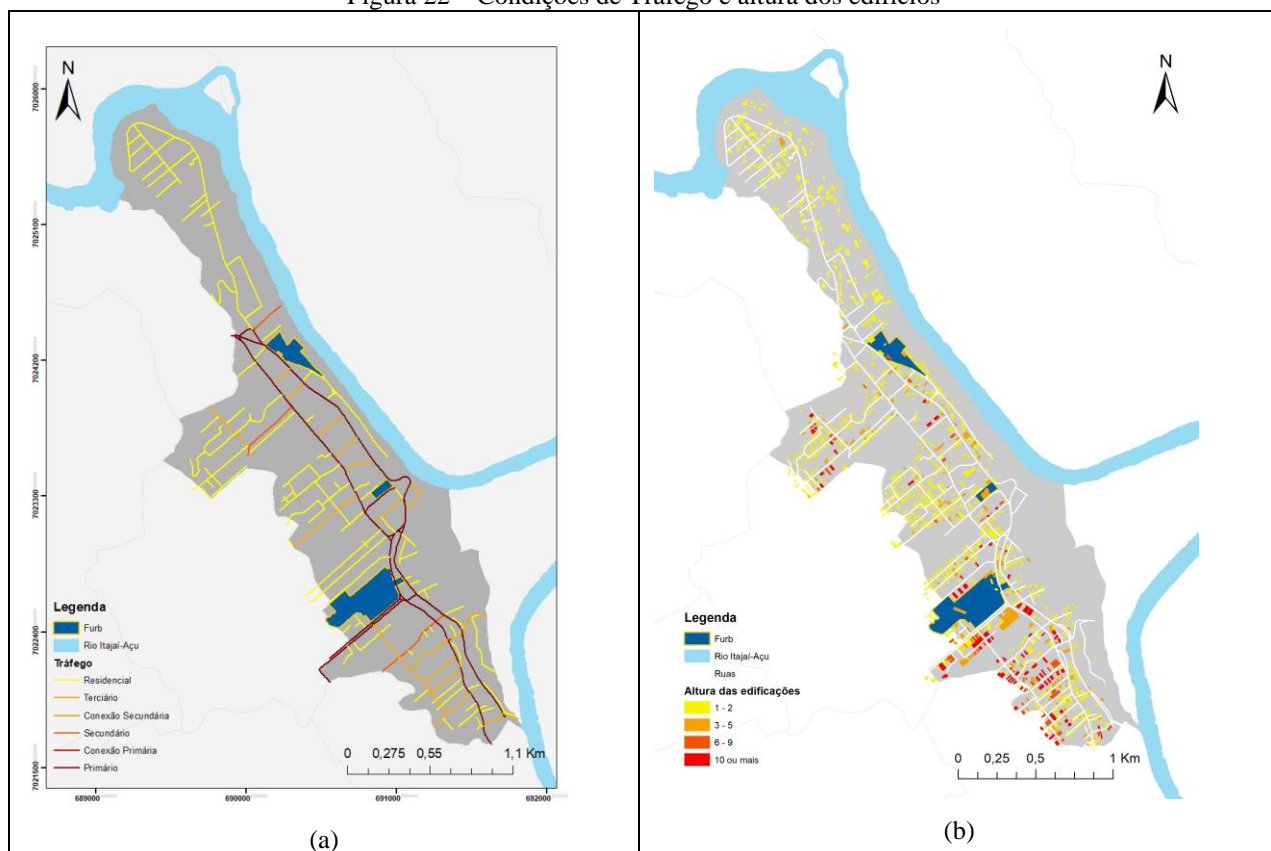 Figura 22 – Condições de Tráfego e altura dos edifícios
N
7026000
7025100
7024200
7023300
7022400
7021500
689000
690000
691000
692000
Legenda
Furb
Rio Itajaí-Açu
Tráfego
Residencial
Terciário
Conexão Secundária
Secundário
Conexão Primária
Primário
0 0,275 0,55 1,1 Km
(a)
N
Legenda
Furb
Rio Itajaí-Açu
Ruas
Altura das edificações
1 - 2
3 - 5
6 - 9
10 ou mais
0 0,25 0,5 1 Km
(b)